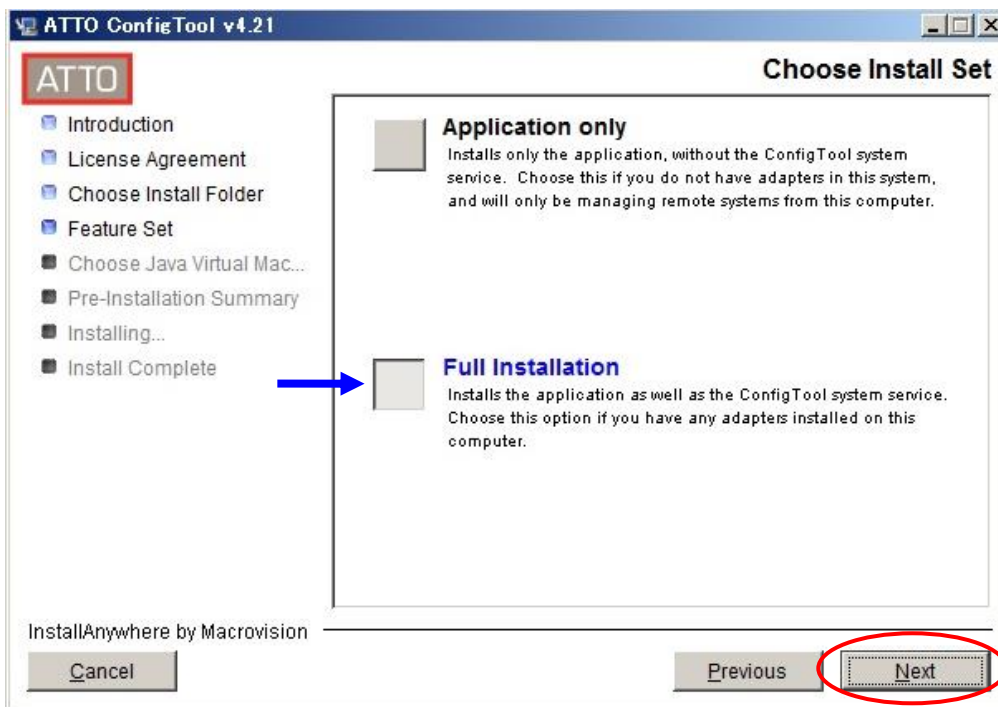 ATTO ConfigTool v4.21
ATTO
Choose Install Set
Introduction
License Agreement
Choose Install Folder
Feature Set
Choose Java Virtual Mac...
Pre-Installation Summary
Installing...
Install Complete
Application only
Installs only the application, without the ConfigTool system
service. Choose this if you do not have adapters in this system,
and will only be managing remote systems from this computer.
Full Installation
Installs the application as well as the ConfigTool system service.
Choose this option if you have any adapters installed on this
computer.
InstallAnywhere by Macrovision
Cancel
Previous
Next